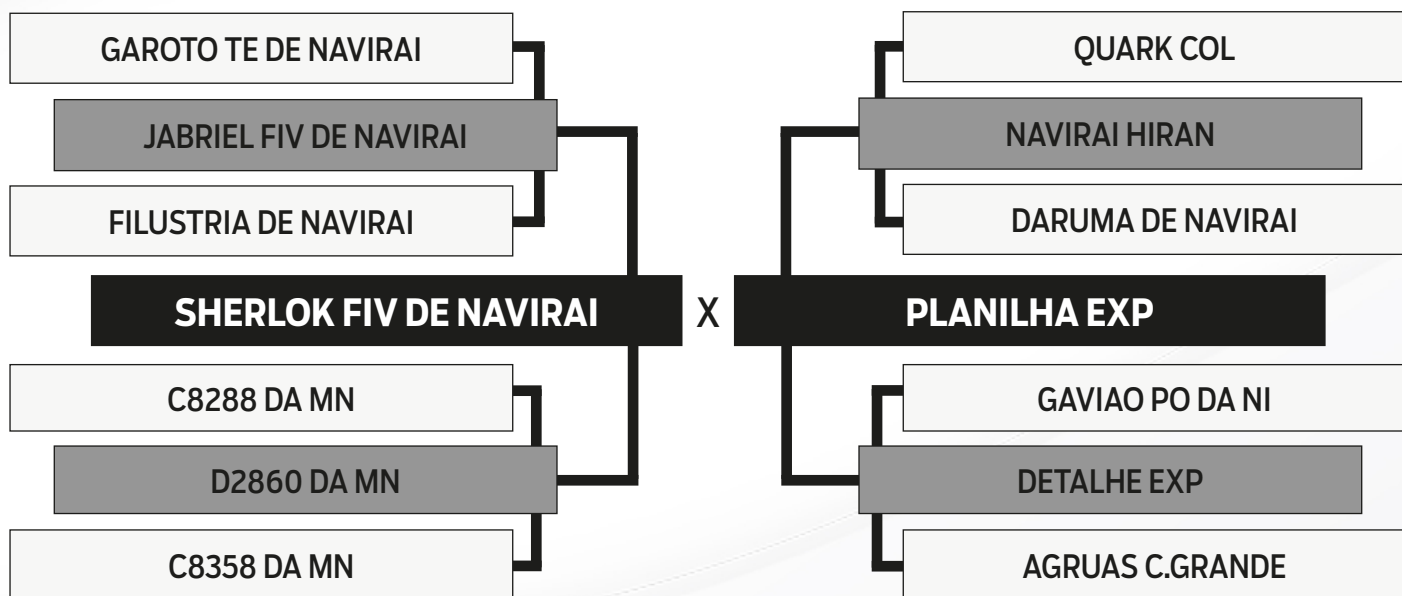 GAROTO TE DE NAVIRAI
JABRIEL FIV DE NAVIRAI
FILUSTRIA DE NAVIRAI
SHERLOK FIV DE NAVIRAI
C8288 DA MN
D2860 DA MN
C8358 DA MN
X
QUARK COL
NAVIRAI HIRAN
DARUMA DE NAVIRAI
PLANILHA EXP
GAVIAO PO DA NI
DETALHE EXP
AGRUAS C.GRANDE